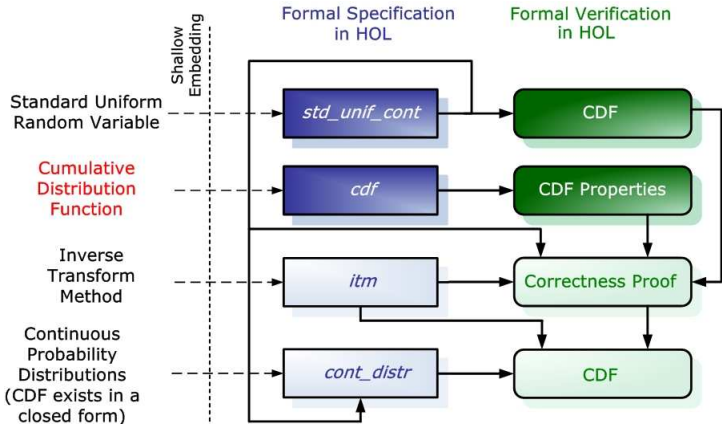 Formal Specification
in HOL
Formal Verification
in HOL
Shallow
Embedding
Standard Uniform
Random Variable
std_unif_cont
CDF
Cumulative
Distribution
Function
cdf
CDF Properties
Inverse
Transform
Method
itm
Correctness Proof
Continuous
Probability
Distributions
(CDF exists in a
closed form)
cont_distr
CDF